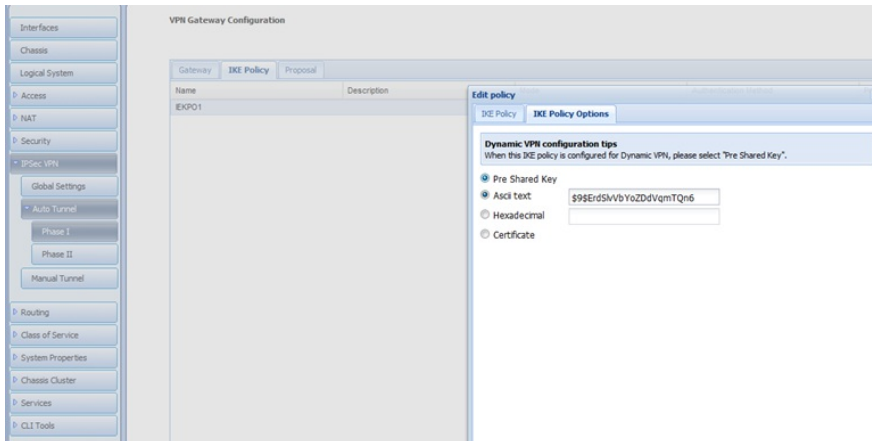 VPN Gateway Configuration
Interfaces
Chassis
Logical System
Access
NAT
Security
IPSec VPN
Global Settings
Auto Tunnel
Phase I
Phase II
Manual Tunnel
Routing
Class of Service
System Properties
Chassis Cluster
Services
CLI Tools
Gateway IKE Policy Proposal
Name Description
IEKPO1
Edit policy
IKE Policy IKE Policy Options
Dynamic VPN configuration tips
When this IKE policy is configured for Dynamic VPN, please select "Pre Shared Key".
Pre Shared Key
Ascii text
Hexadecimal
Certificate